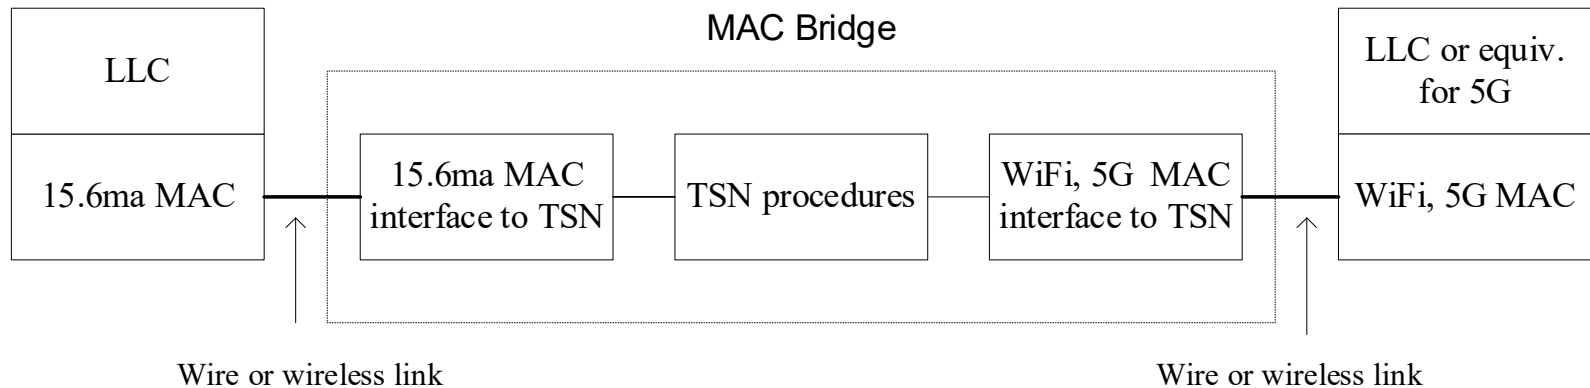 MAC Bridge
LLC
15.6ma MAC
15.6ma MAC
interface to TSN
TSN procedures
WiFi, 5G MAC
interface to TSN
LLC or equiv.
for 5G
WiFi, 5G MAC
Wire or wireless link
Wire or wireless link